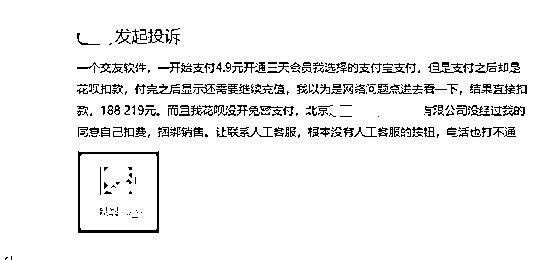 发起投诉
一个交友软件，一开始支付4.9元开通三天会员我选择的支付宝支付，但是支付之后却是
花呗扣款，付完之后显示还需要继续充值，我以为是网络问题点进去看一下，结果直接扣
款，188 219元。而且我花呗没开免密支付，北京 有限公司没经过我的
同意自己扣费，捆绑销售。让联系人工客服，根本没有人工客服的按钮，电话也打不通